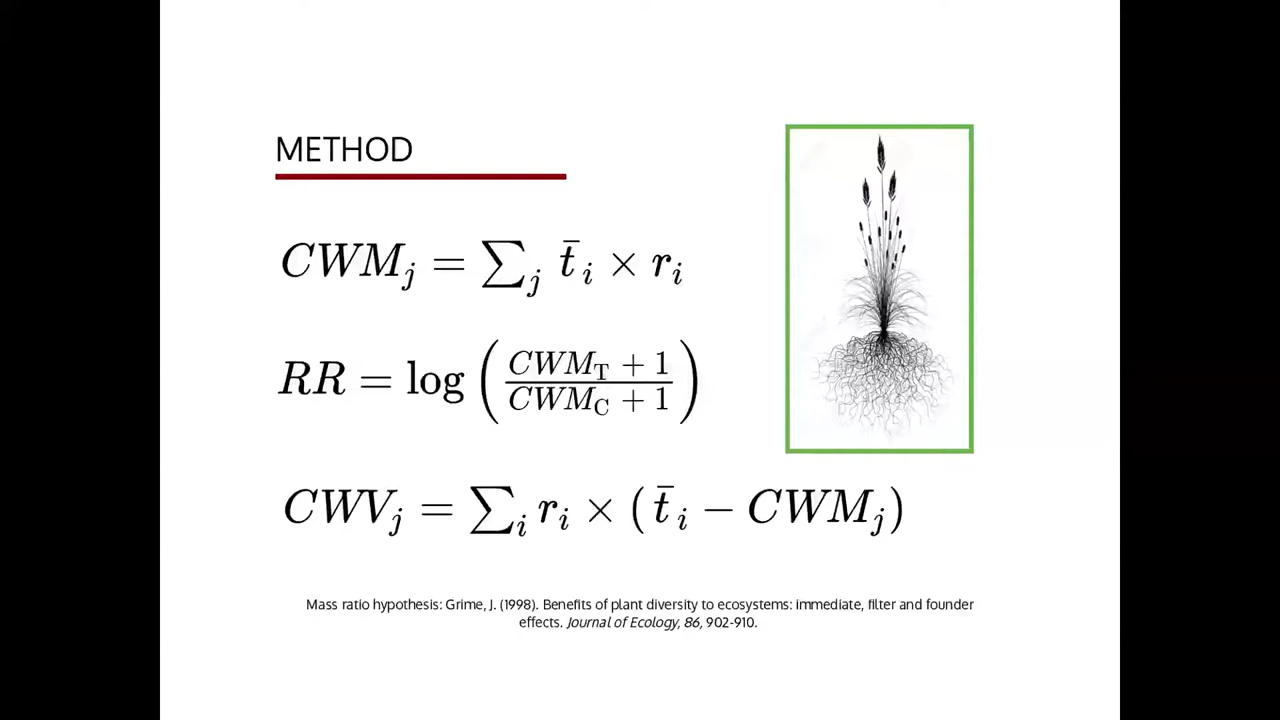 METHOD
CWM_j = ∑_j t̄_i × r_i
RR = log ( (CWM_T + 1) / (CWM_C + 1) )
CWV_j = ∑_i r_i × ( t̄_i − CWM_j )
Mass ratio hypothesis: Grime, J. (1998). Benefits of plant diversity to ecosystems: immediate, filter and founder
effects. Journal of Ecology, 86, 902-910.